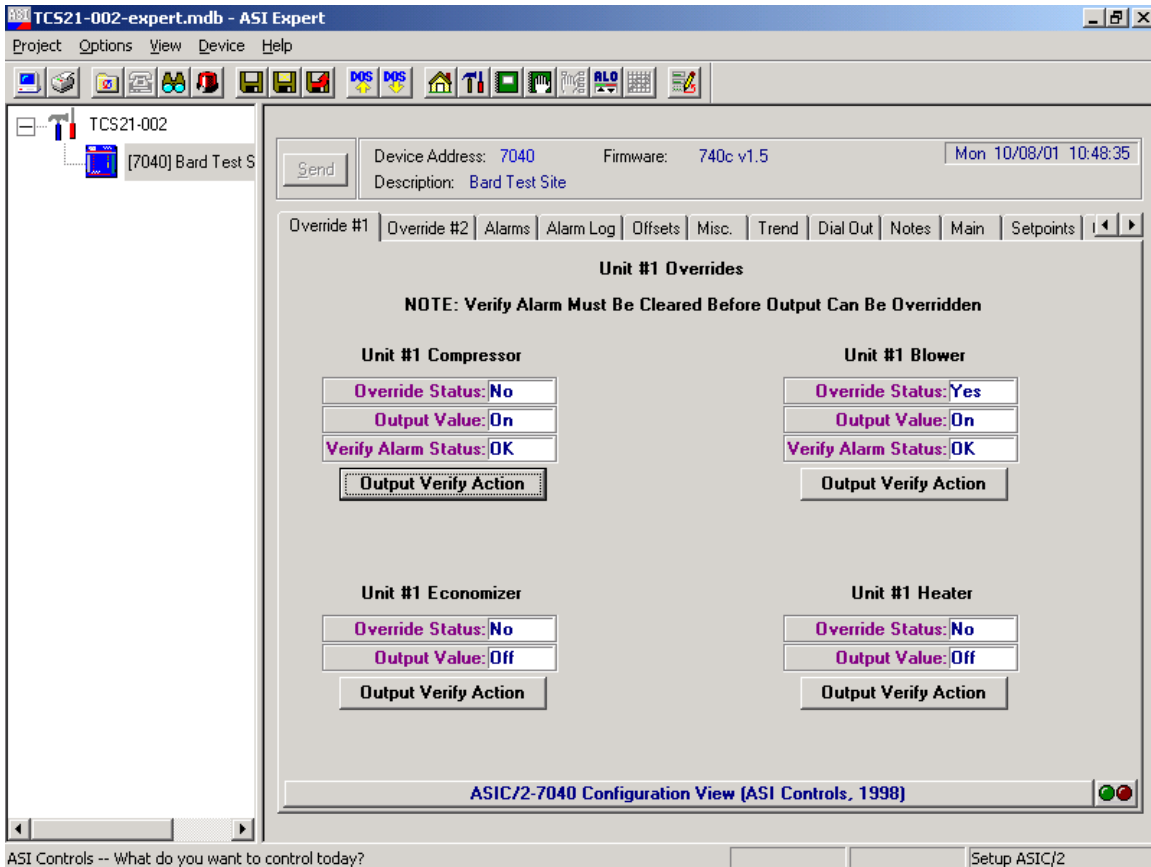 TCS21-002-expert.mdb - ASI Expert
Project Options View Device Help
DOS DOS ALO
TCS21-002
[7040] Bard Test S
Send
Device Address: 7040 Firmware: 740c v1.5
Mon 10/08/01 10:48:35
Description: Bard Test Site
Override #1 Override #2 Alarms Alarm Log Offsets Misc. Trend Dial Out Notes Main Setpoints
Unit #1 Overrides
NOTE: Verify Alarm Must Be Cleared Before Output Can Be Overridden
Unit #1 Compressor
Override Status: No
Output Value: On
Verify Alarm Status: OK
Output Verify Action
Unit #1 Blower
Override Status: Yes
Output Value: On
Verify Alarm Status: OK
Output Verify Action
Unit #1 Economizer
Override Status: No
Output Value: Off
Output Verify Action
Unit #1 Heater
Override Status: No
Output Value: Off
Output Verify Action
ASIC/2-7040 Configuration View (ASI Controls, 1998)
ASI Controls -- What do you want to control today?
Setup ASIC/2